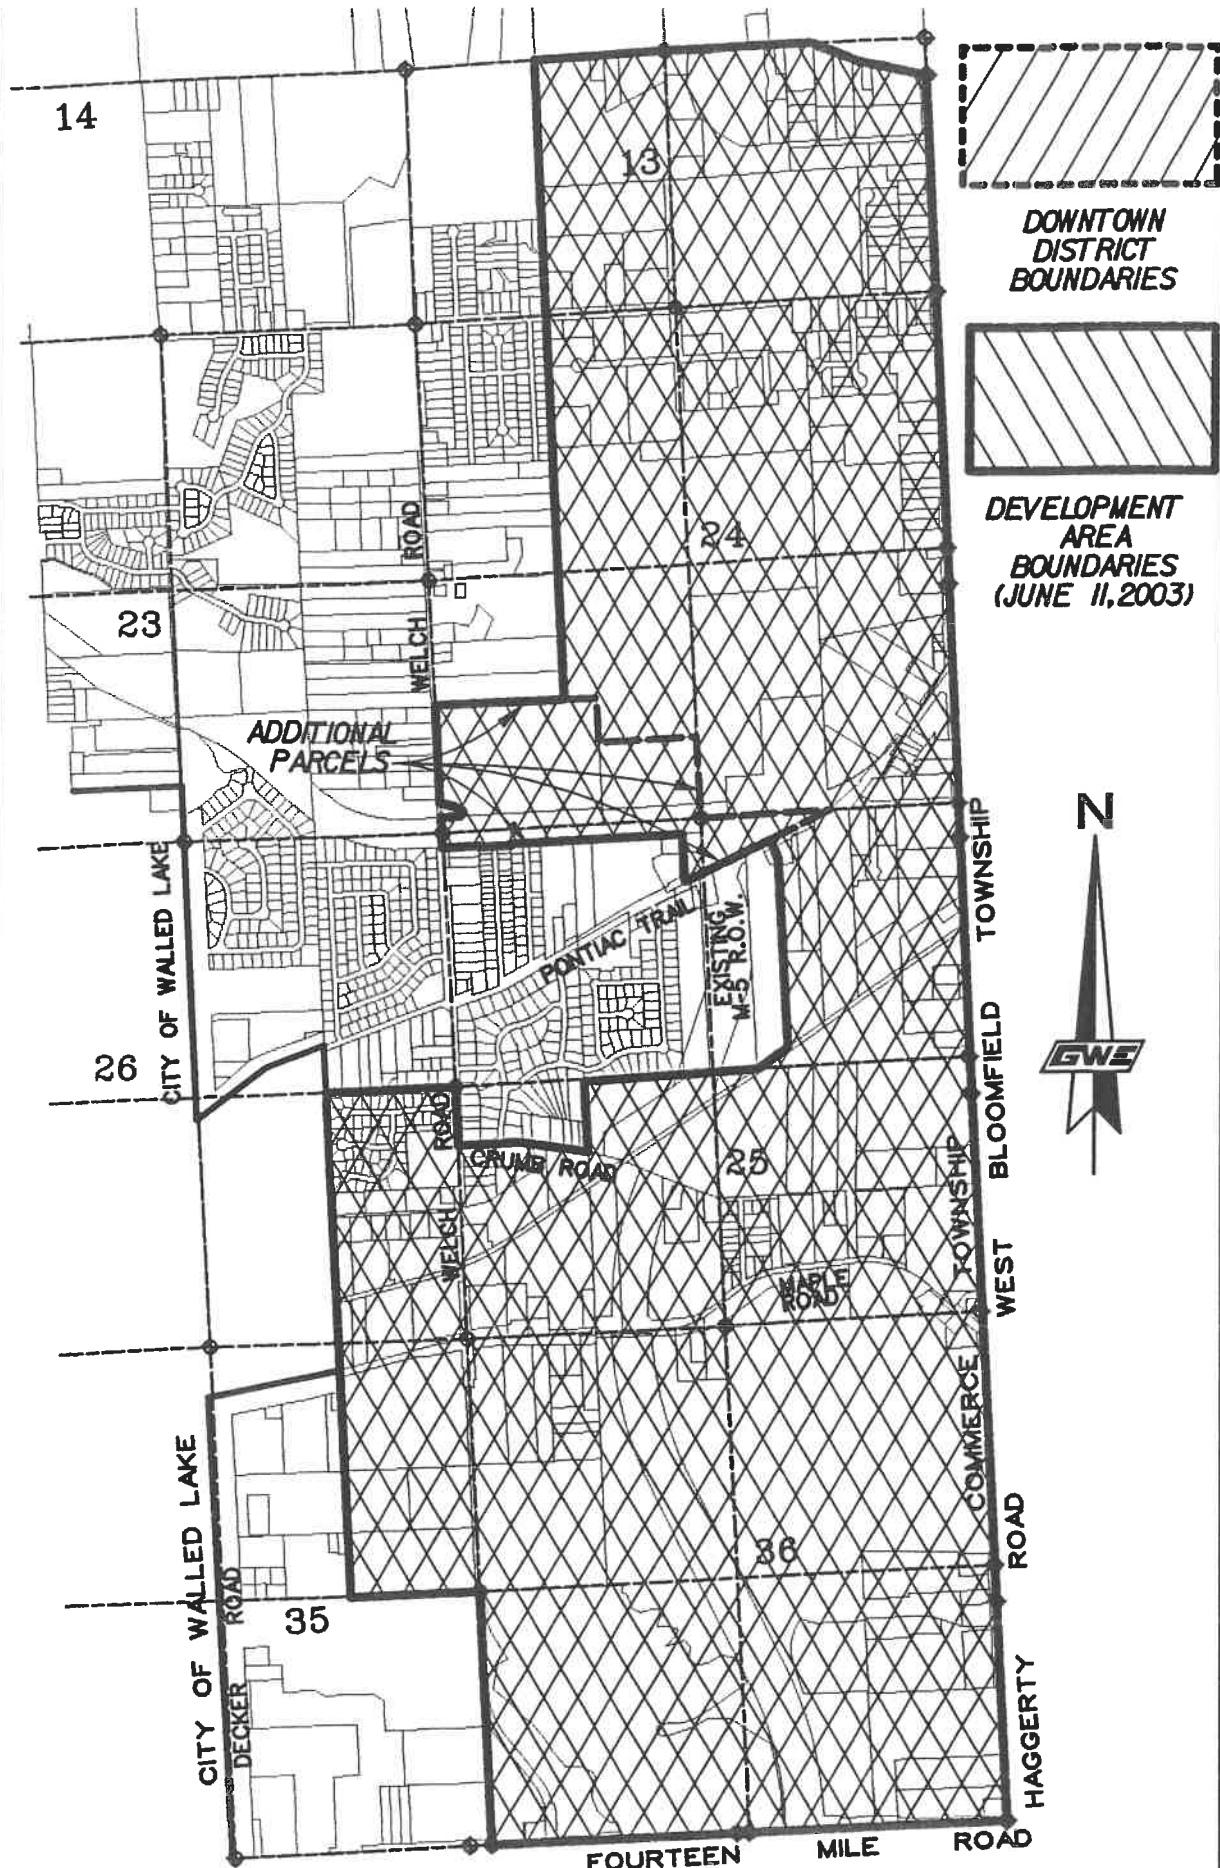 14
13
DOWNTOWN
DISTRICT
BOUNDARIES
DEVELOPMENT
AREA
BOUNDARIES
(JUNE 11, 2003)
24
23
WELCH ROAD
ADDITIONAL
PARCELS
N
GWE
CITY OF WALLED LAKE
PONTIAC TRAIL
EXISTING
M-5 R.O.W.
26
WELCH ROAD
CRUMB ROAD
25
MAPLE
ROAD
COMMERCE TOWNSHIP
WEST BLOOMFIELD TOWNSHIP
36
35
CITY OF WALLED LAKE
DECKER ROAD
HAGGERTY ROAD
FOURTEEN MILE ROAD